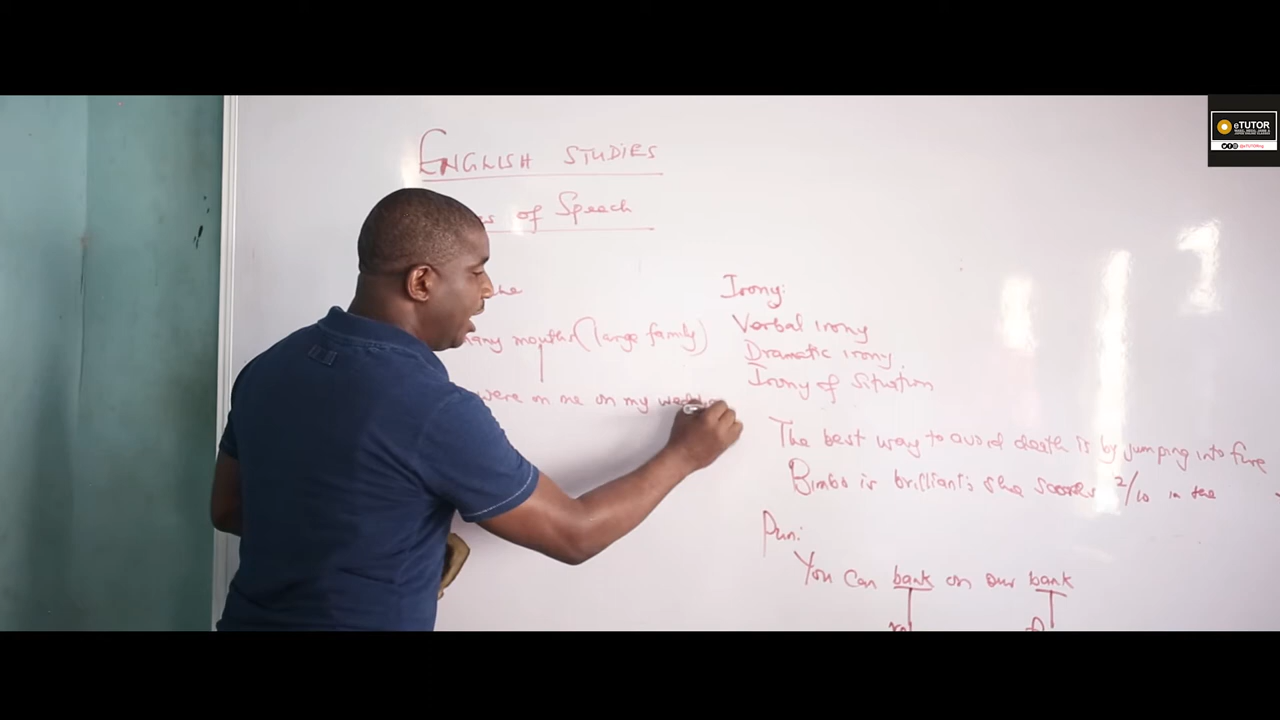 ENGLISH STUDIES
of Speech
many mouths (large family)
were on me on my
Irony:
Verbal irony
Dramatic irony
Irony of Situation
The best way to avoid death is by jumping into fire
Bimbo is brilliant; she scores 2/10 in the
Pun:
You can bank on our bank
eTUTOR